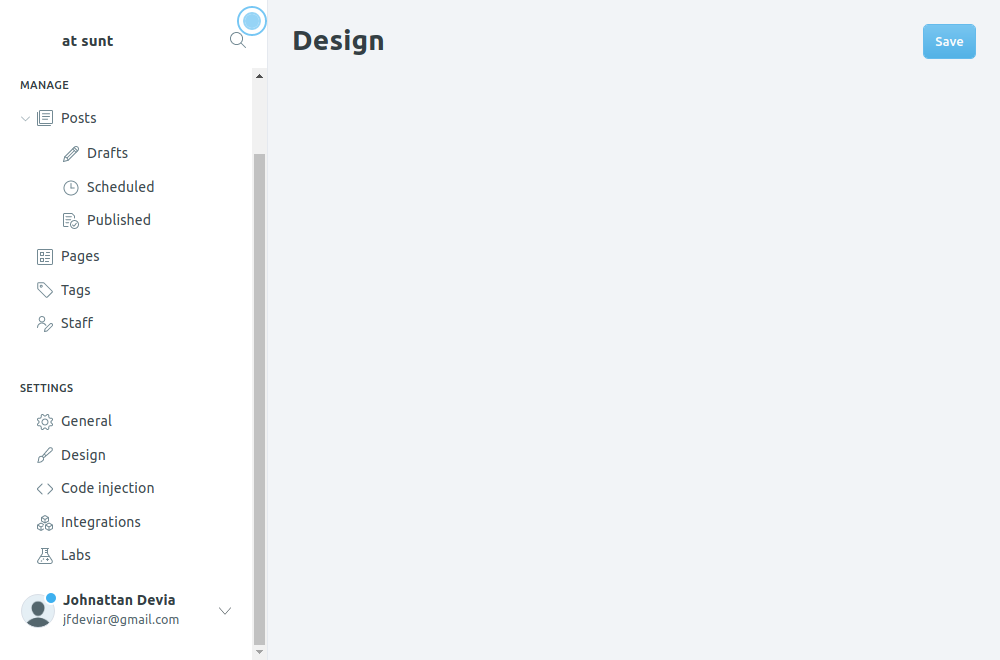 at sunt
MANAGE
Posts
Drafts
Scheduled
Published
Pages
Tags
Staff
SETTINGS
General
Design
Code injection
Integrations
Labs
Johnattan Devia
jfdeviar@gmail.com
Design
Save